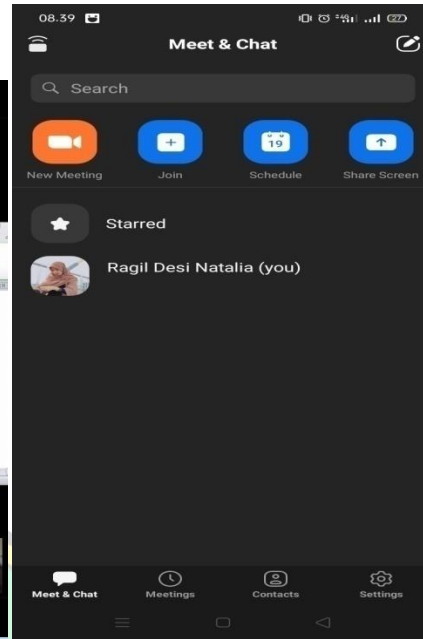 08.39
27
Meet & Chat
Search
19
New Meeting
Join
Schedule
Share Screen
Starred
Ragil Desi Natalia (you)
Meet & Chat
Meetings
Contacts
Settings